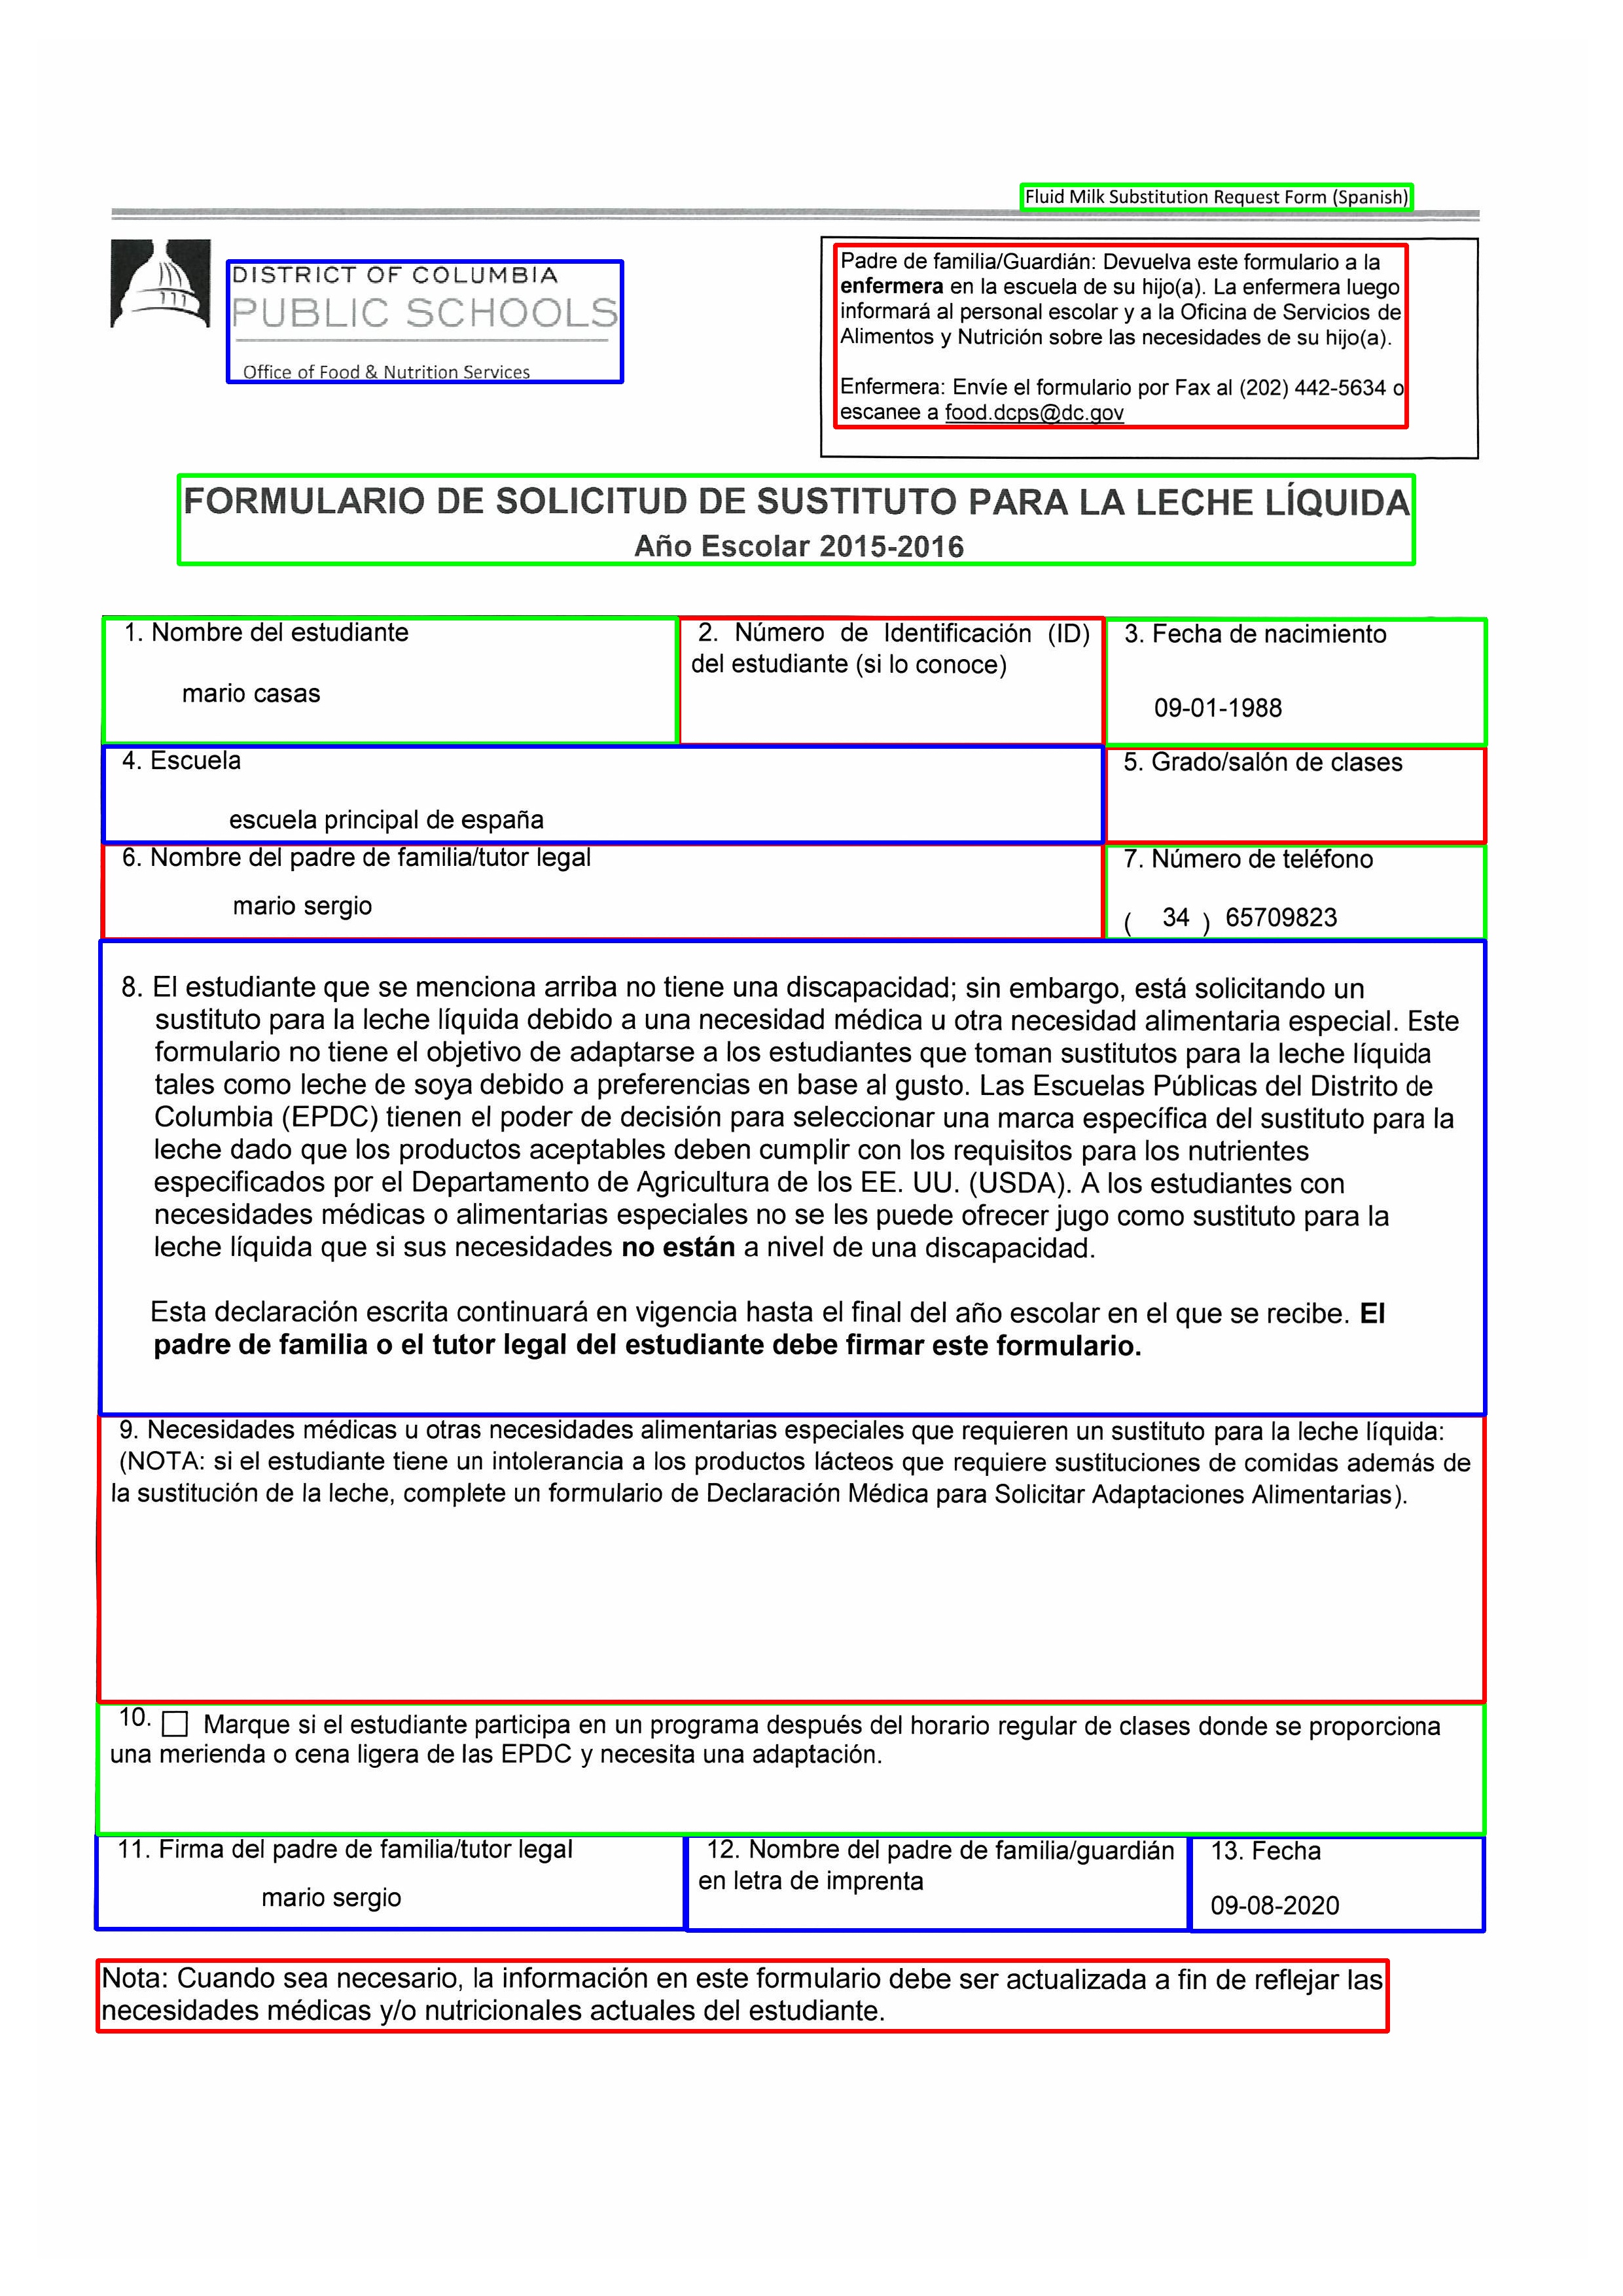 Fluid Milk Substitution Request Form (Spanish)
DISTRICT OF COLUMBIA
PUBLIC SCHOOLS
Office of Food & Nutrition Services
Padre de familia/Guardián: Devuelva este formulario a la
enfermera en la escuela de su hijo(a). La enfermera luego
informará al personal escolar y a la Oficina de Servicios de
Alimentos y Nutrición sobre las necesidades de su hijo(a).
Enfermera: Envíe el formulario por Fax al (202) 442-5634 o
escanee a food.dcps@dc.gov
FORMULARIO DE SOLICITUD DE SUSTITUTO PARA LA LECHE LÍQUIDA
Año Escolar 2015-2016
1. Nombre del estudiante
mario casas
2. Número de Identificación (ID)
del estudiante (si lo conoce)
3. Fecha de nacimiento
09-01-1988
4. Escuela
escuela principal de españa
5. Grado/salón de clases
6. Nombre del padre de familia/tutor legal
mario sergio
7. Número de teléfono
( 34 ) 65709823
8. El estudiante que se menciona arriba no tiene una discapacidad; sin embargo, está solicitando un
sustituto para la leche líquida debido a una necesidad médica u otra necesidad alimentaria especial. Este
formulario no tiene el objetivo de adaptarse a los estudiantes que toman sustitutos para la leche líquida
tales como leche de soya debido a preferencias en base al gusto. Las Escuelas Públicas del Distrito de
Columbia (EPDC) tienen el poder de decisión para seleccionar una marca específica del sustituto para la
leche dado que los productos aceptables deben cumplir con los requisitos para los nutrientes
especificados por el Departamento de Agricultura de los EE. UU. (USDA). A los estudiantes con
necesidades médicas o alimentarias especiales no se les puede ofrecer jugo como sustituto para la
leche líquida que si sus necesidades no están a nivel de una discapacidad.
Esta declaración escrita continuará en vigencia hasta el final del año escolar en el que se recibe. El
padre de familia o el tutor legal del estudiante debe firmar este formulario.
9. Necesidades médicas u otras necesidades alimentarias especiales que requieren un sustituto para la leche líquida:
(NOTA: si el estudiante tiene un intolerancia a los productos lácteos que requiere sustituciones de comidas además de
la sustitución de la leche, complete un formulario de Declaración Médica para Solicitar Adaptaciones Alimentarias).
10. Marque si el estudiante participa en un programa después del horario regular de clases donde se proporciona
una merienda o cena ligera de las EPDC y necesita una adaptación.
11. Firma del padre de familia/tutor legal
mario sergio
12. Nombre del padre de familia/guardián
en letra de imprenta
13. Fecha
09-08-2020
Nota: Cuando sea necesario, la información en este formulario debe ser actualizada a fin de reflejar las
necesidades médicas y/o nutricionales actuales del estudiante.